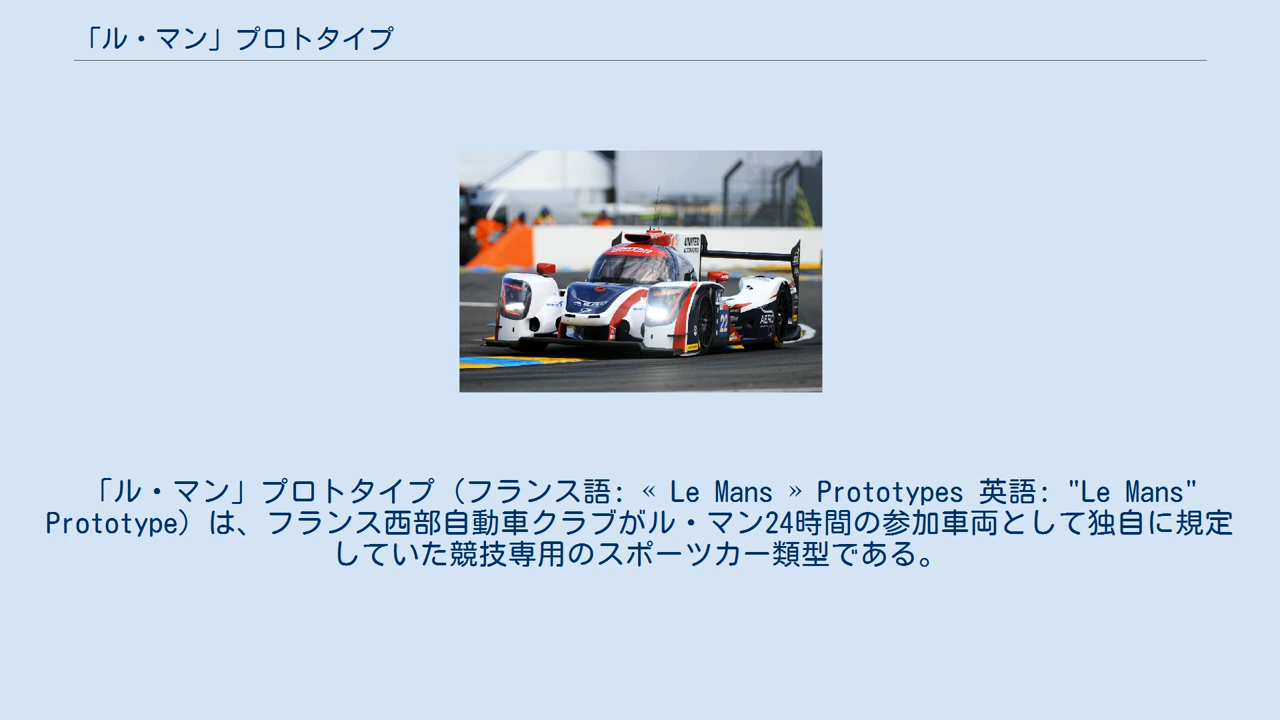 「ル・マン」プロトタイプ
UNITED
22
「ル・マン」プロトタイプ（フランス語: « Le Mans » Prototypes 英語: "Le Mans"
Prototype）は、フランス西部自動車クラブがル・マン24時間の参加車両として独自に規定
していた競技専用のスポーツカー類型である。